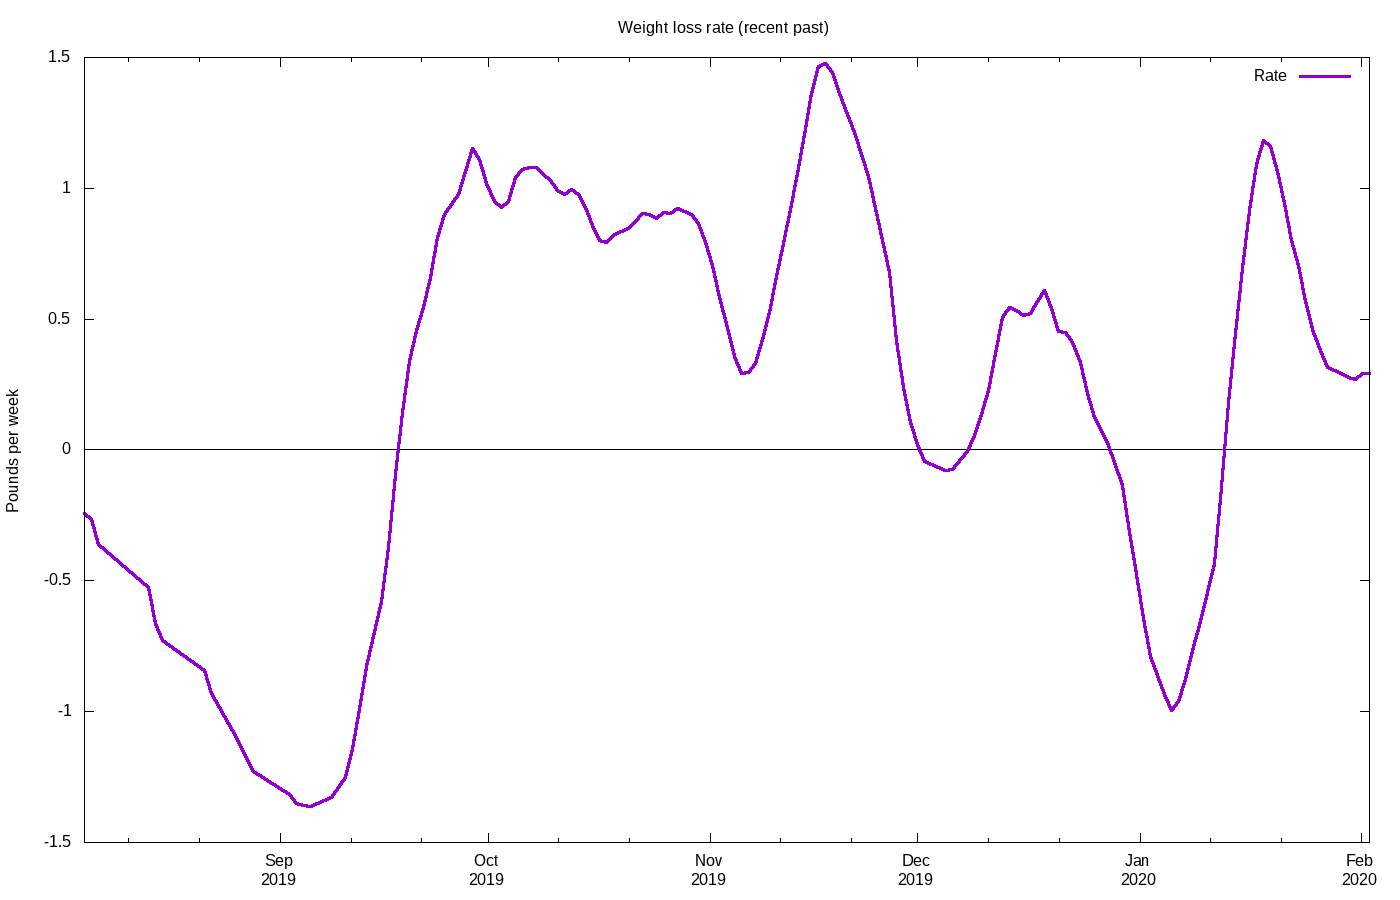 Weight loss rate (recent past)
Rate
Pounds per week
1.5
1
0.5
0
-0.5
-1
-1.5
Sep
2019
Oct
2019
Nov
2019
Dec
2019
Jan
2020
Feb
2020